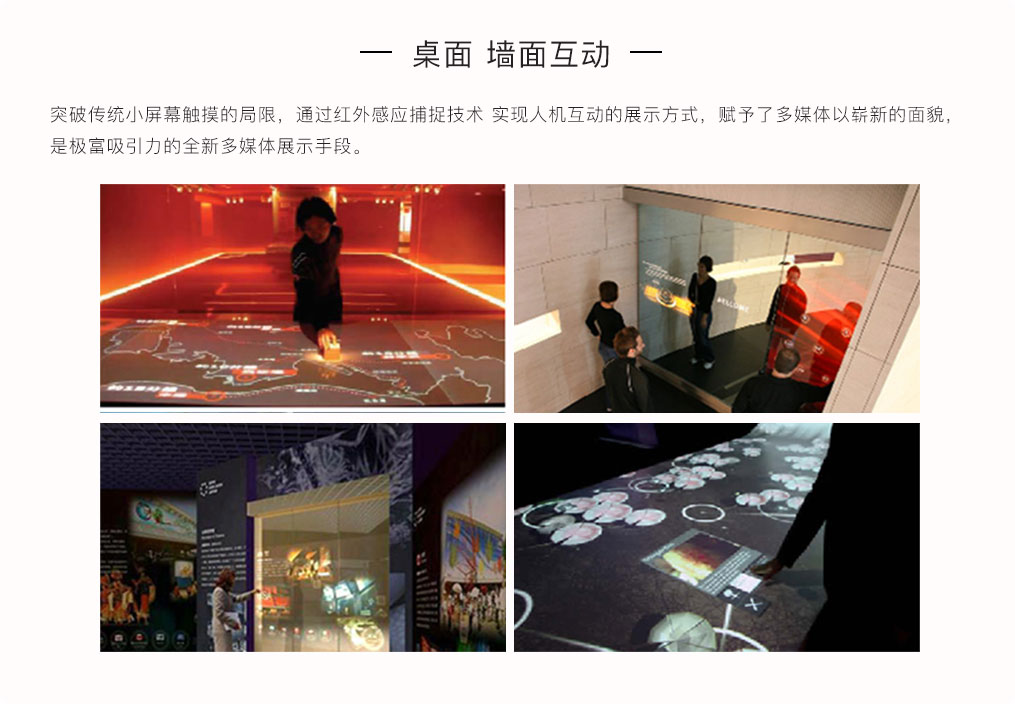 桌面 墙面互动
突破传统小屏幕触摸的局限，通过红外感应捕捉技术 实现人机互动的展示方式，赋予了多媒体以崭新的面貌，
是极富吸引力的全新多媒体展示手段。
WELCOME